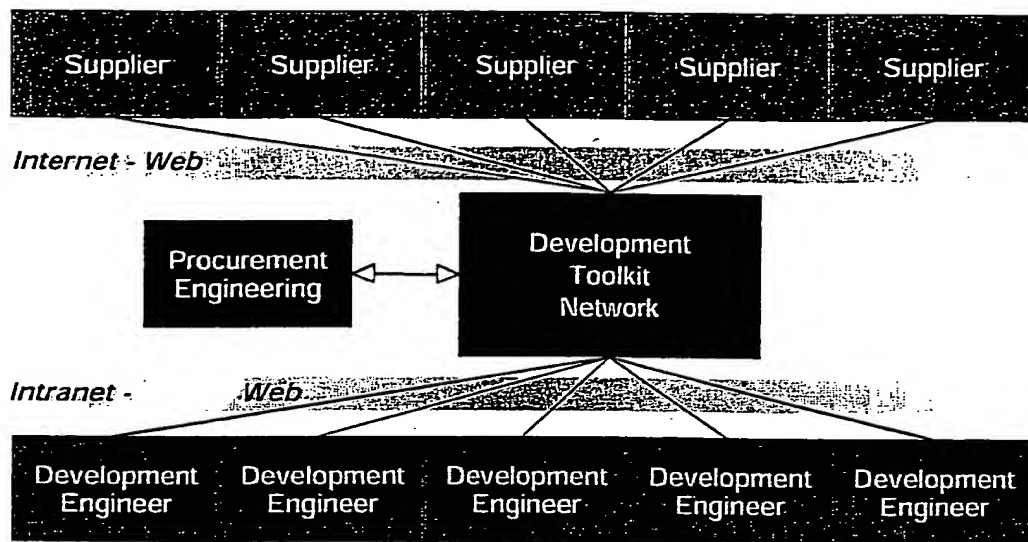 Supplier Supplier Supplier Supplier Supplier
Internet - Web
Procurement
Engineering
Development
Toolkit
Network
Intranet - Web
Development Development Development Development Development
Engineer Engineer Engineer Engineer Engineer